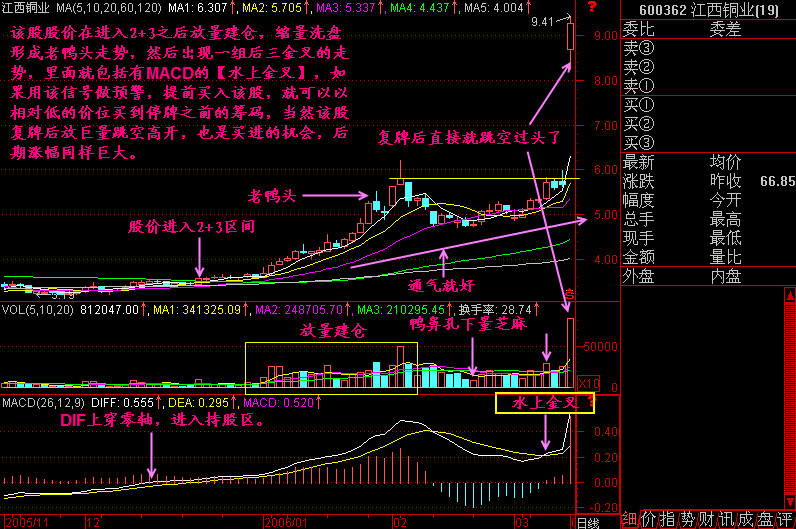 江西铜业 MA(5,10,20,60,120) MA1: 6.307↑, MA2: 5.705↑, MA3: 5.337↑, MA4: 4.437↑, MA5: 4.004↑ ?
该股股价在进入2+3之后放量建仓，缩量洗盘
形成老鸭头走势，然后出现一组后三金叉的走
势，里面就包括有MACD的【水上金叉】，如
果用该信号做预警，提前买入该股，就可以以
相对低的价位买到停牌之前的筹码，当然该股
复牌后放巨量跳空高开，也是买进的机会，后
期涨幅同样巨大。
9.41
9.00
8.00
7.00
6.00
5.00
4.00
复牌后直接就跳空过头了
老鸭头
股价进入2+3区间
通气就好
VOL(5,10,20) 812047.00↑, MA1: 341325.09↑, MA2: 248705.70↑, MA3: 210295.45↑, 换手率: 28.74↑
放量建仓
鸭鼻孔下量芝麻
50000
X10
0
MACD(26,12,9) DIFF: 0.555↑, DEA: 0.295↑, MACD: 0.520↑
水上金叉 ?
DIF上穿零轴，进入持股区。
0.40
0.20
0.00
-0.20
2005/11 12 2006/01 02 03 日线
600362 江西铜业(19)
委比 委差
卖③
卖②
卖①
买①
买②
买③
最新 均价
涨跌 昨收 66.85
幅度 今开
总手 最高
现手 最低
金额 量比
外盘 内盘
细价指势财讯成盘评